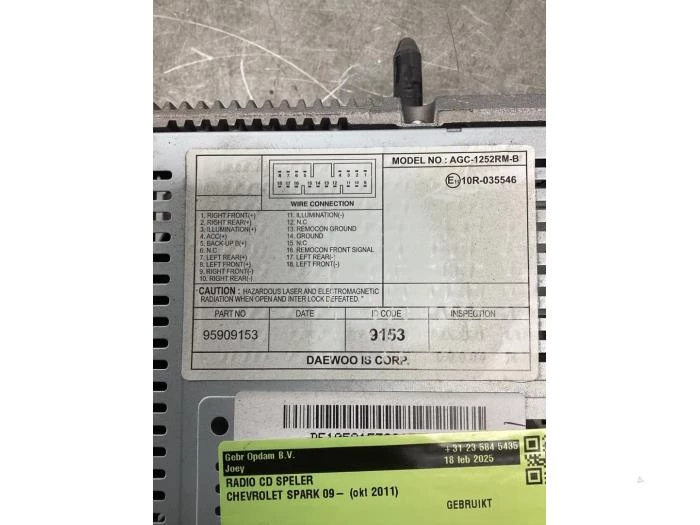 MODEL NO : AGC-1252RM-B
E 10R-035546
WIRE CONNECTION
1. RIGHT FRONT(+)
2. RIGHT REAR(+)
3. ILLUMINATION(+)
4. ACC(+)
5. BACK-UP B(+)
6. N.C
7. LEFT REAR(+)
8. LEFT FRONT(+)
9. RIGHT FRONT(-)
10. RIGHT REAR(-)
11. ILLUMINATION(-)
12. N.C
13. REMOCON GROUND
14. GROUND
15. N.C
16. REMOCON FRONT SIGNAL
17. LEFT REAR(-)
18. LEFT FRONT(-)
CAUTION : HAZARDOUS LASER AND ELECTROMAGNETIC
RADIATION WHEN OPEN AND INTER LOCK DEFEATED. "
PART NO DATE ID CODE INSPECTION
95909153 9153
DAEWOO IS CORP.
Gebr Opdam B.V. +31 23 584 5435
Joey 18 feb 2025
RADIO CD SPELER
CHEVROLET SPARK 09- (okt 2011)
GEBRUIKT